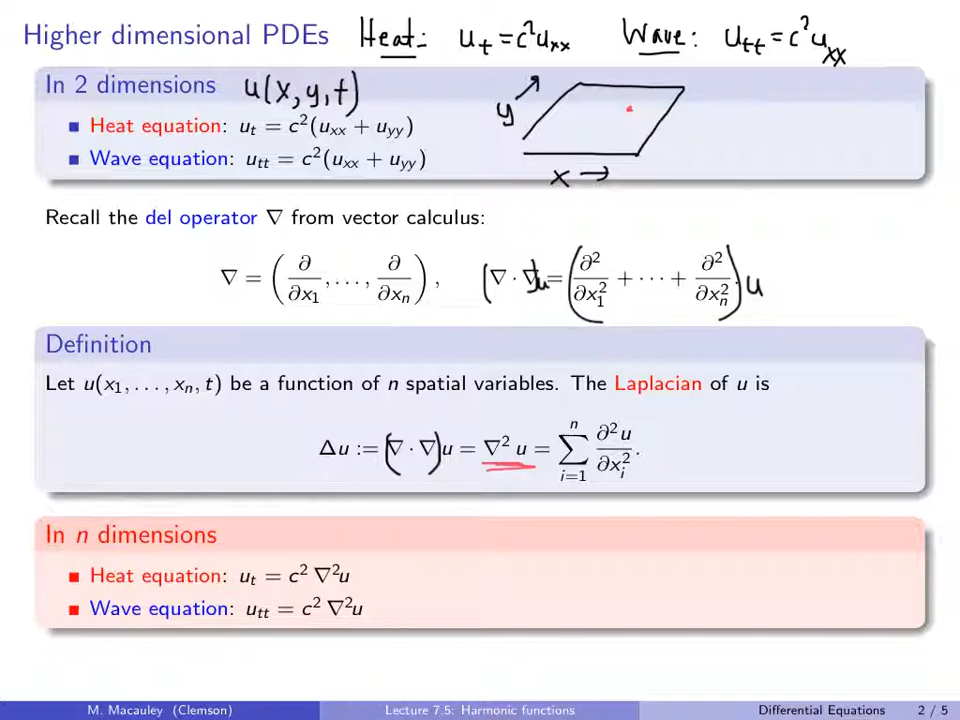 Higher dimensional PDEs Heat: u_t = c²u_xx Wave: u_tt = c²u_xx
In 2 dimensions u(x,y,t)
■ Heat equation: u_t = c²(u_xx + u_yy)
■ Wave equation: u_tt = c²(u_xx + u_yy)
y
x →
Recall the del operator ∇ from vector calculus:
∇ = (∂/∂x₁, . . . , ∂/∂x_n), (∇ · ∇)u = (∂²/∂x₁² + · · · + ∂²/∂x_n².)u
Definition
Let u(x₁, . . . , x_n, t) be a function of n spatial variables. The Laplacian of u is
Δu := (∇ · ∇)u = ∇² u = ∑_{i=1}^{n} ∂²u/∂x_i².
In n dimensions
■ Heat equation: u_t = c² ∇²u
■ Wave equation: u_tt = c² ∇²u
M. Macauley (Clemson) Lecture 7.5: Harmonic functions Differential Equations 2 / 5